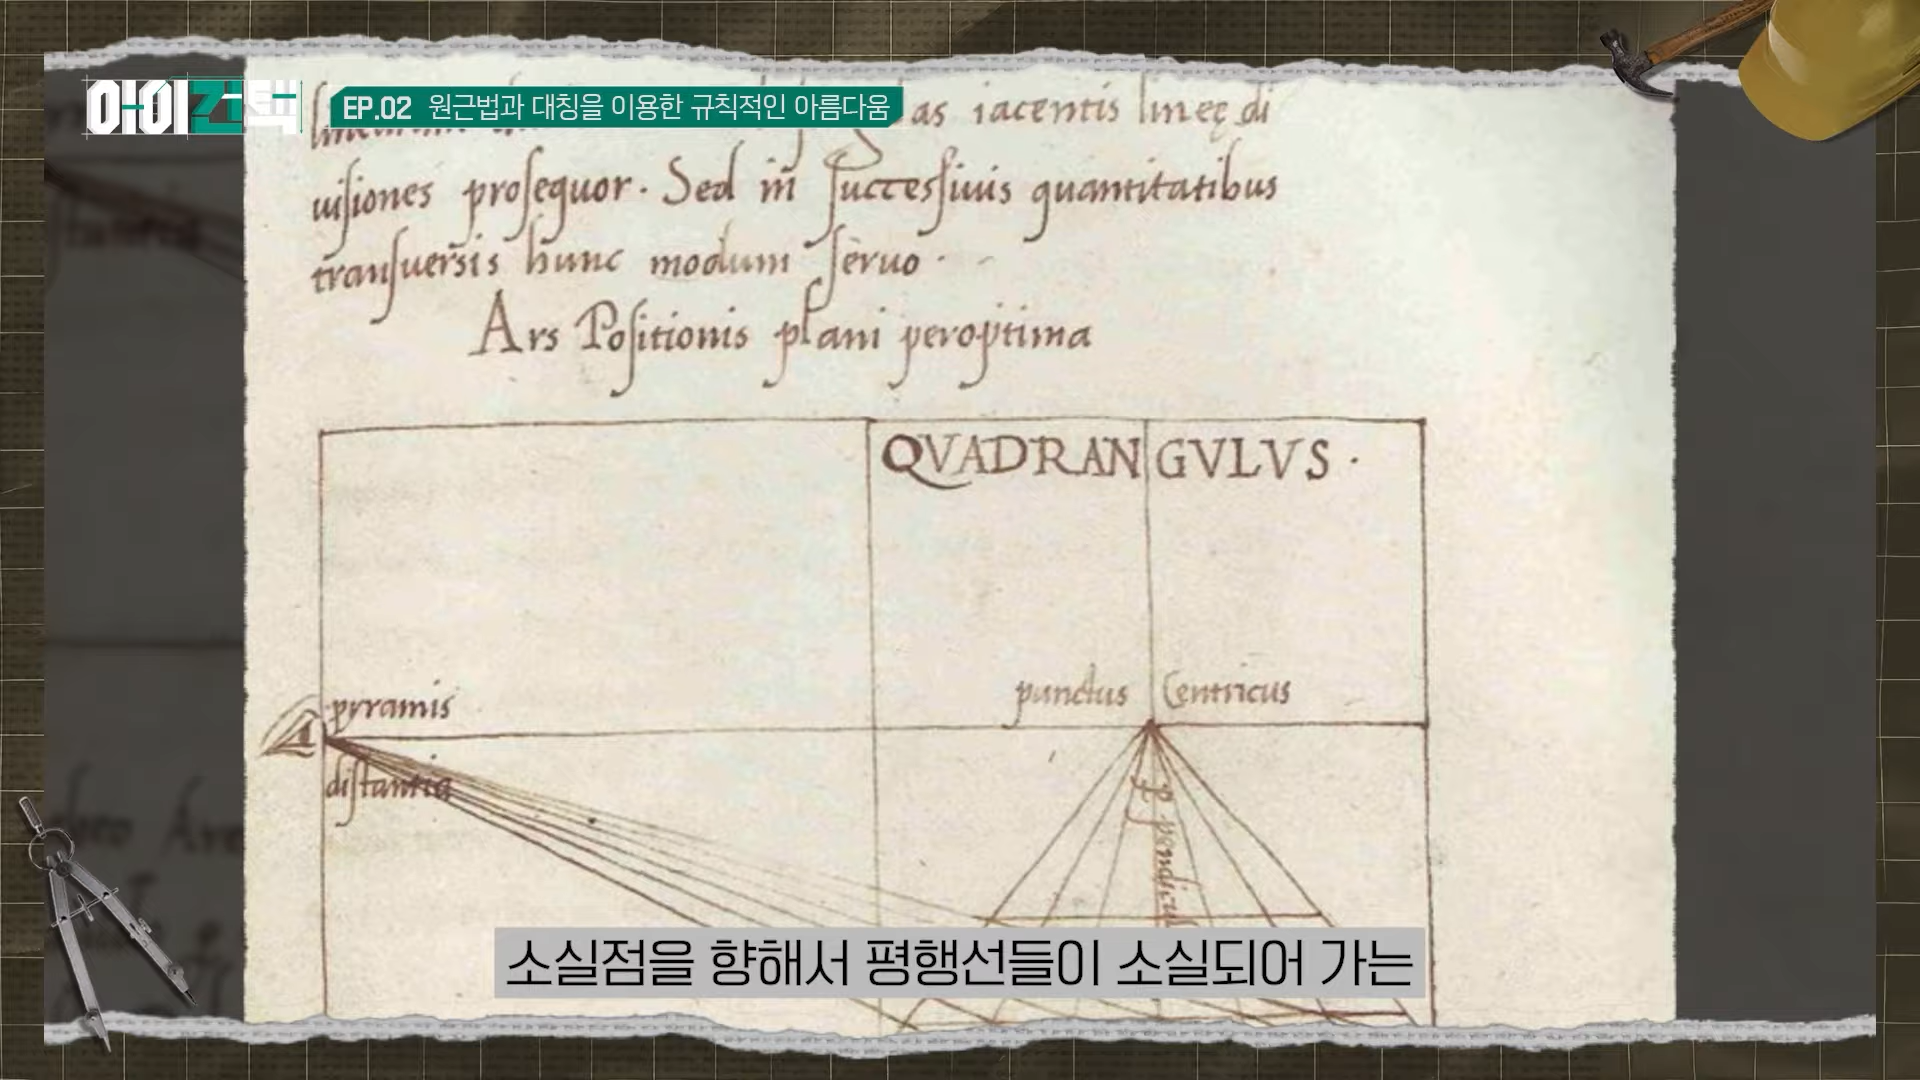 아이건택
EP.02 원근법과 대칭을 이용한 규칙적인 아름다움
as iacentis lineę di
uisiones prosequor. Sed in successiuis quantitatibus
transuersis hunc modum seruo.
Ars Positionis plani peroptima
QVADRANGVLVS.
punctus Centricus
pyramis
distantia
소실점을 향해서 평행선들이 소실되어 가는